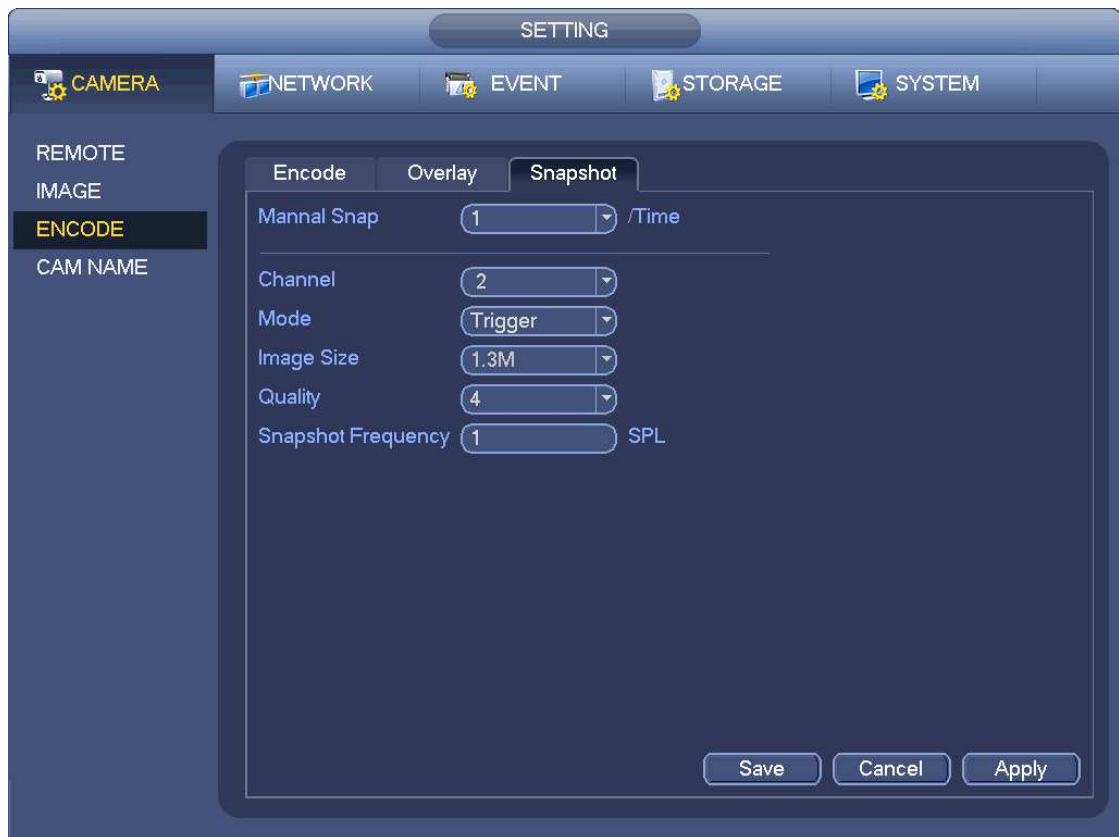 SETTING
CAMERA NETWORK EVENT STORAGE SYSTEM
REMOTE
IMAGE
ENCODE
CAM NAME
Encode Overlay Snapshot
Mannal Snap 1 /Time
Channel 2
Mode Trigger
Image Size 1.3M
Quality 4
Snapshot Frequency 1 SPL
Save Cancel Apply